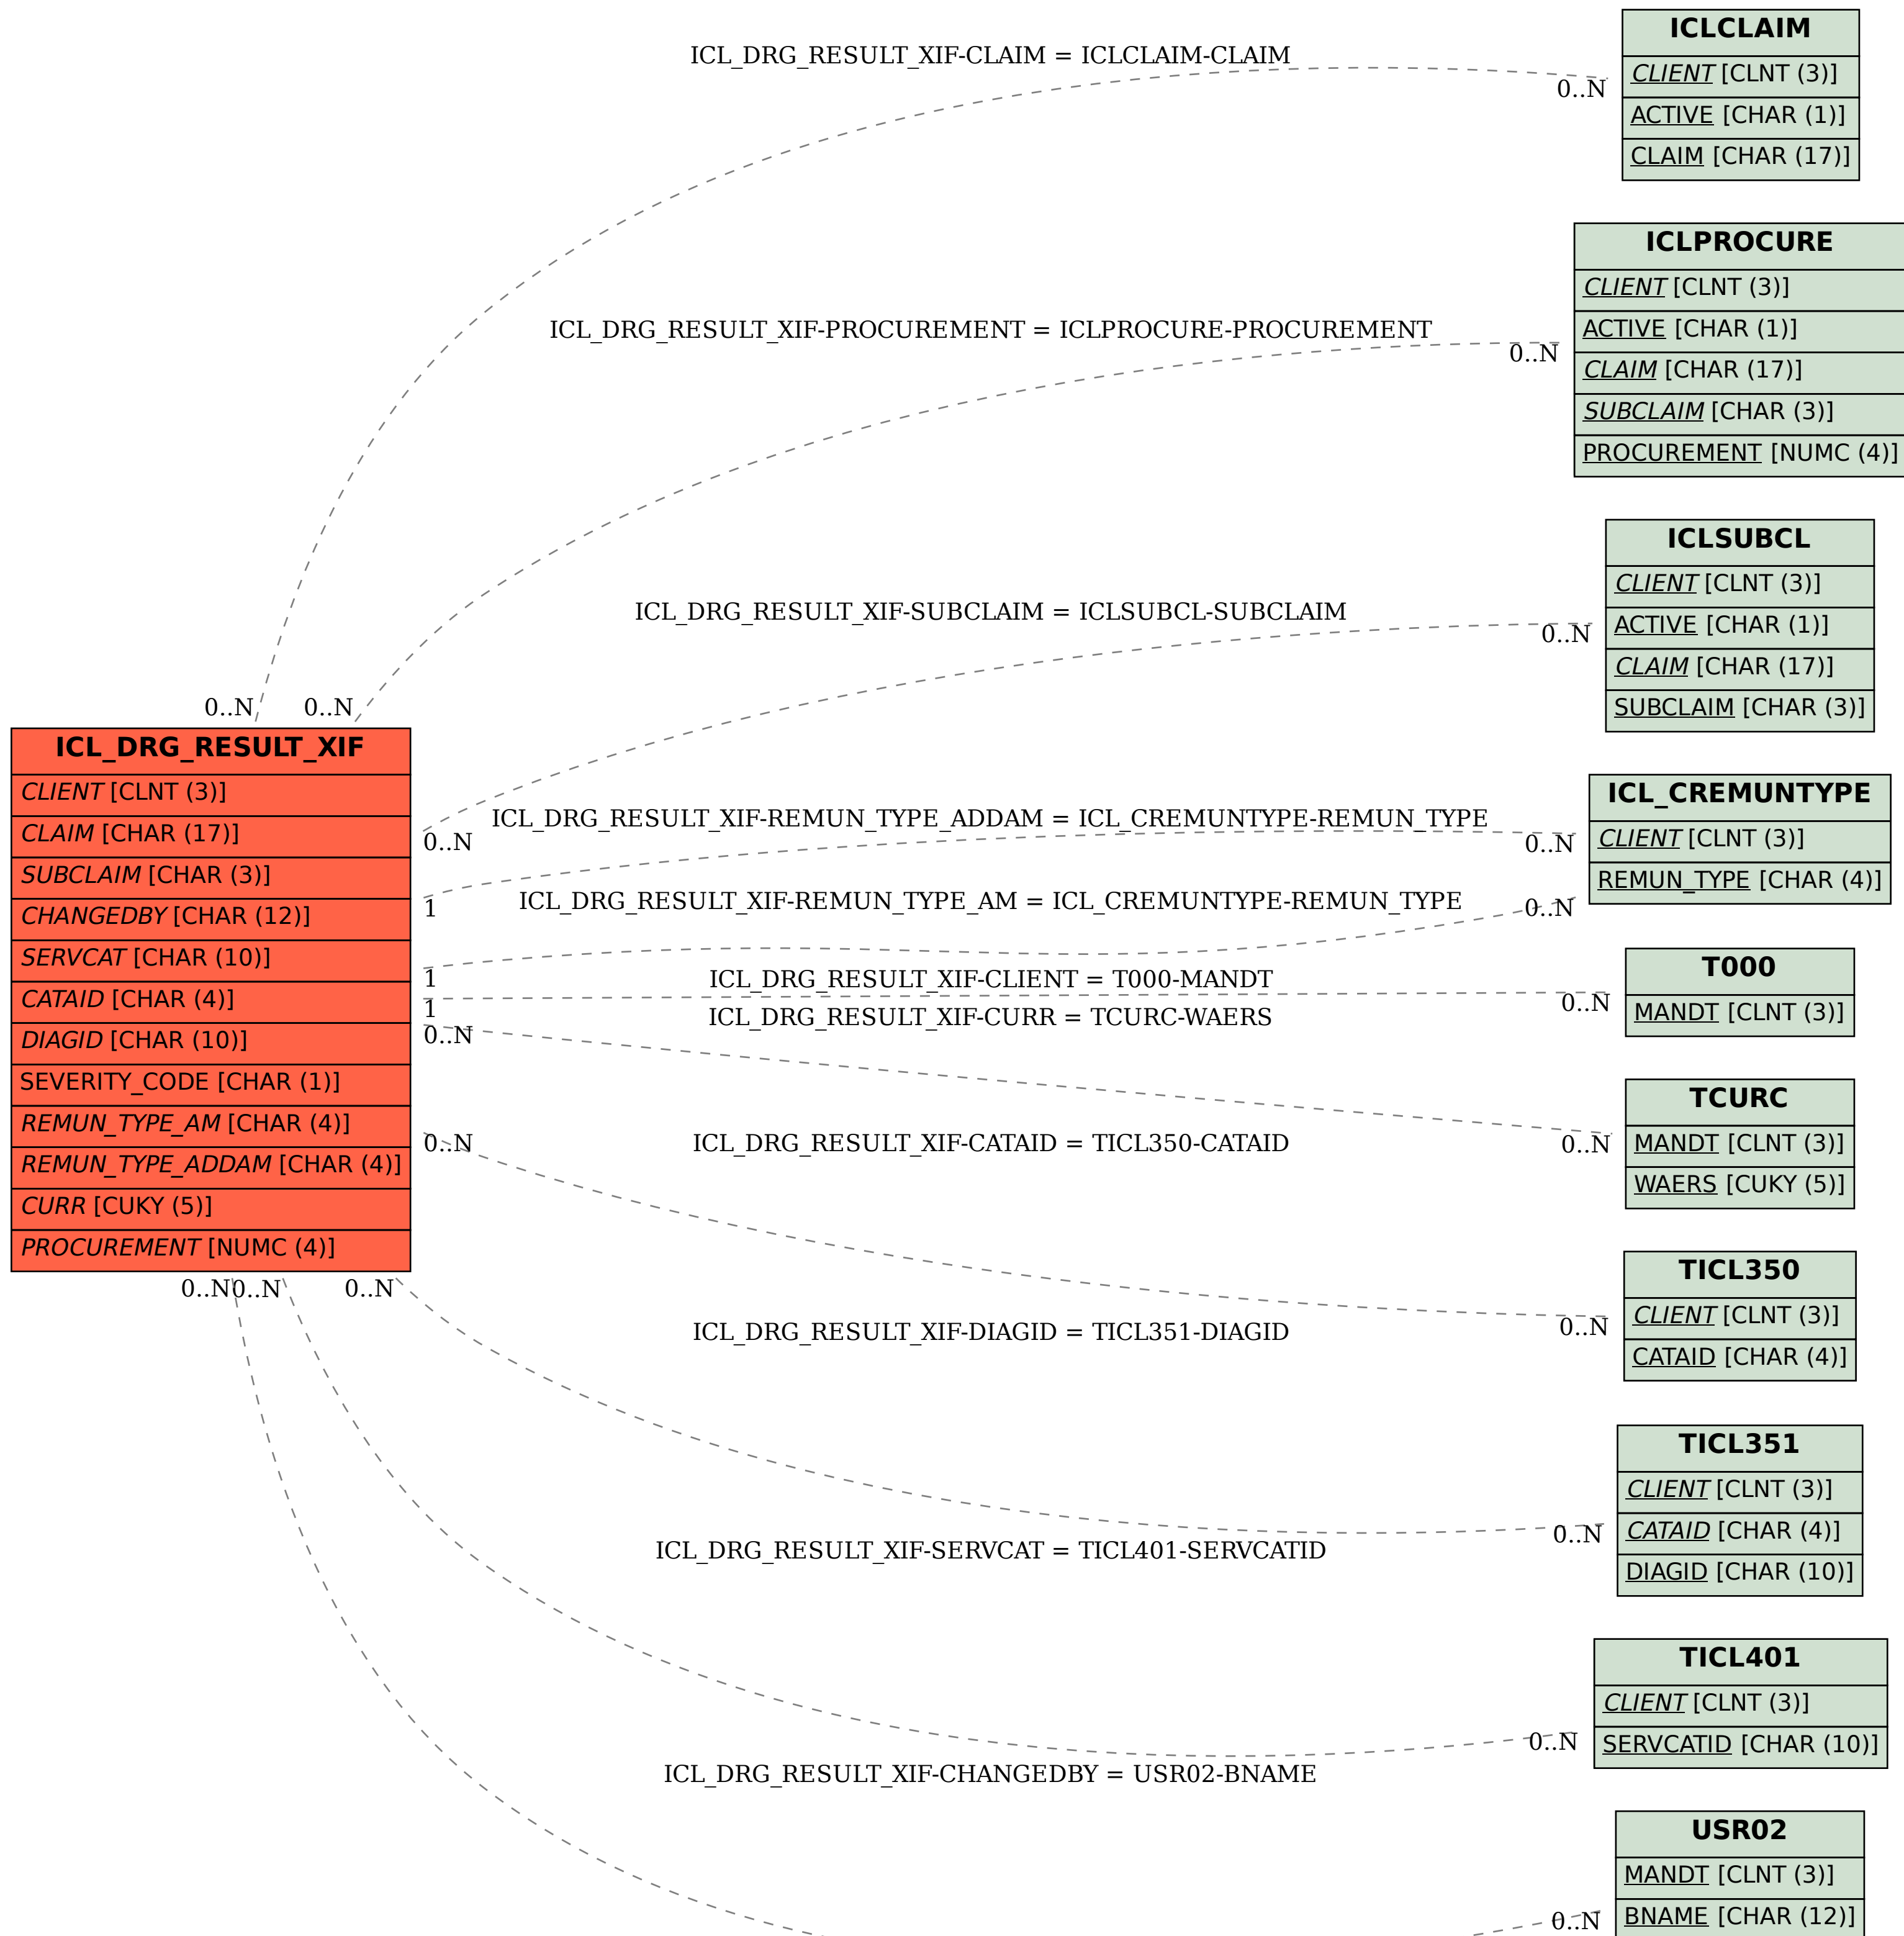 ICL_DRG_RESULT_XIF-CLAIM = ICLCLAIM-CLAIM
0..N
ICLCLAIM
CLIENT [CLNT (3)]
ACTIVE [CHAR (1)]
CLAIM [CHAR (17)]
ICL_DRG_RESULT_XIF-PROCUREMENT = ICLPROCURE-PROCUREMENT
0..N
ICLPROCURE
CLIENT [CLNT (3)]
ACTIVE [CHAR (1)]
CLAIM [CHAR (17)]
SUBCLAIM [CHAR (3)]
PROCUREMENT [NUMC (4)]
ICL_DRG_RESULT_XIF-SUBCLAIM = ICLSUBCL-SUBCLAIM
0..N
ICLSUBCL
CLIENT [CLNT (3)]
ACTIVE [CHAR (1)]
CLAIM [CHAR (17)]
SUBCLAIM [CHAR (3)]
0..N
0..N
ICL_DRG_RESULT_XIF
CLIENT [CLNT (3)]
CLAIM [CHAR (17)]
SUBCLAIM [CHAR (3)]
CHANGEDBY [CHAR (12)]
SERVCAT [CHAR (10)]
CATAID [CHAR (4)]
DIAGID [CHAR (10)]
SEVERITY_CODE [CHAR (1)]
REMUN_TYPE_AM [CHAR (4)]
REMUN_TYPE_ADDAM [CHAR (4)]
CURR [CUKY (5)]
PROCUREMENT [NUMC (4)]
0..N
0..N
0..N
0..N
1
1
1
0..N
0..N
ICL_DRG_RESULT_XIF-REMUN_TYPE_ADDAM = ICL_CREMUNTYPE-REMUN_TYPE
0..N
ICL_DRG_RESULT_XIF-REMUN_TYPE_AM = ICL_CREMUNTYPE-REMUN_TYPE
0..N
ICL_CREMUNTYPE
CLIENT [CLNT (3)]
REMUN_TYPE [CHAR (4)]
ICL_DRG_RESULT_XIF-CLIENT = T000-MANDT
0..N
T000
MANDT [CLNT (3)]
ICL_DRG_RESULT_XIF-CURR = TCURC-WAERS
0..N
TCURC
MANDT [CLNT (3)]
WAERS [CUKY (5)]
ICL_DRG_RESULT_XIF-CATAID = TICL350-CATAID
0..N
TICL350
CLIENT [CLNT (3)]
CATAID [CHAR (4)]
ICL_DRG_RESULT_XIF-DIAGID = TICL351-DIAGID
0..N
TICL351
CLIENT [CLNT (3)]
CATAID [CHAR (4)]
DIAGID [CHAR (10)]
ICL_DRG_RESULT_XIF-SERVCAT = TICL401-SERVCATID
0..N
TICL401
CLIENT [CLNT (3)]
SERVCATID [CHAR (10)]
ICL_DRG_RESULT_XIF-CHANGEDBY = USR02-BNAME
0..N
USR02
MANDT [CLNT (3)]
BNAME [CHAR (12)]